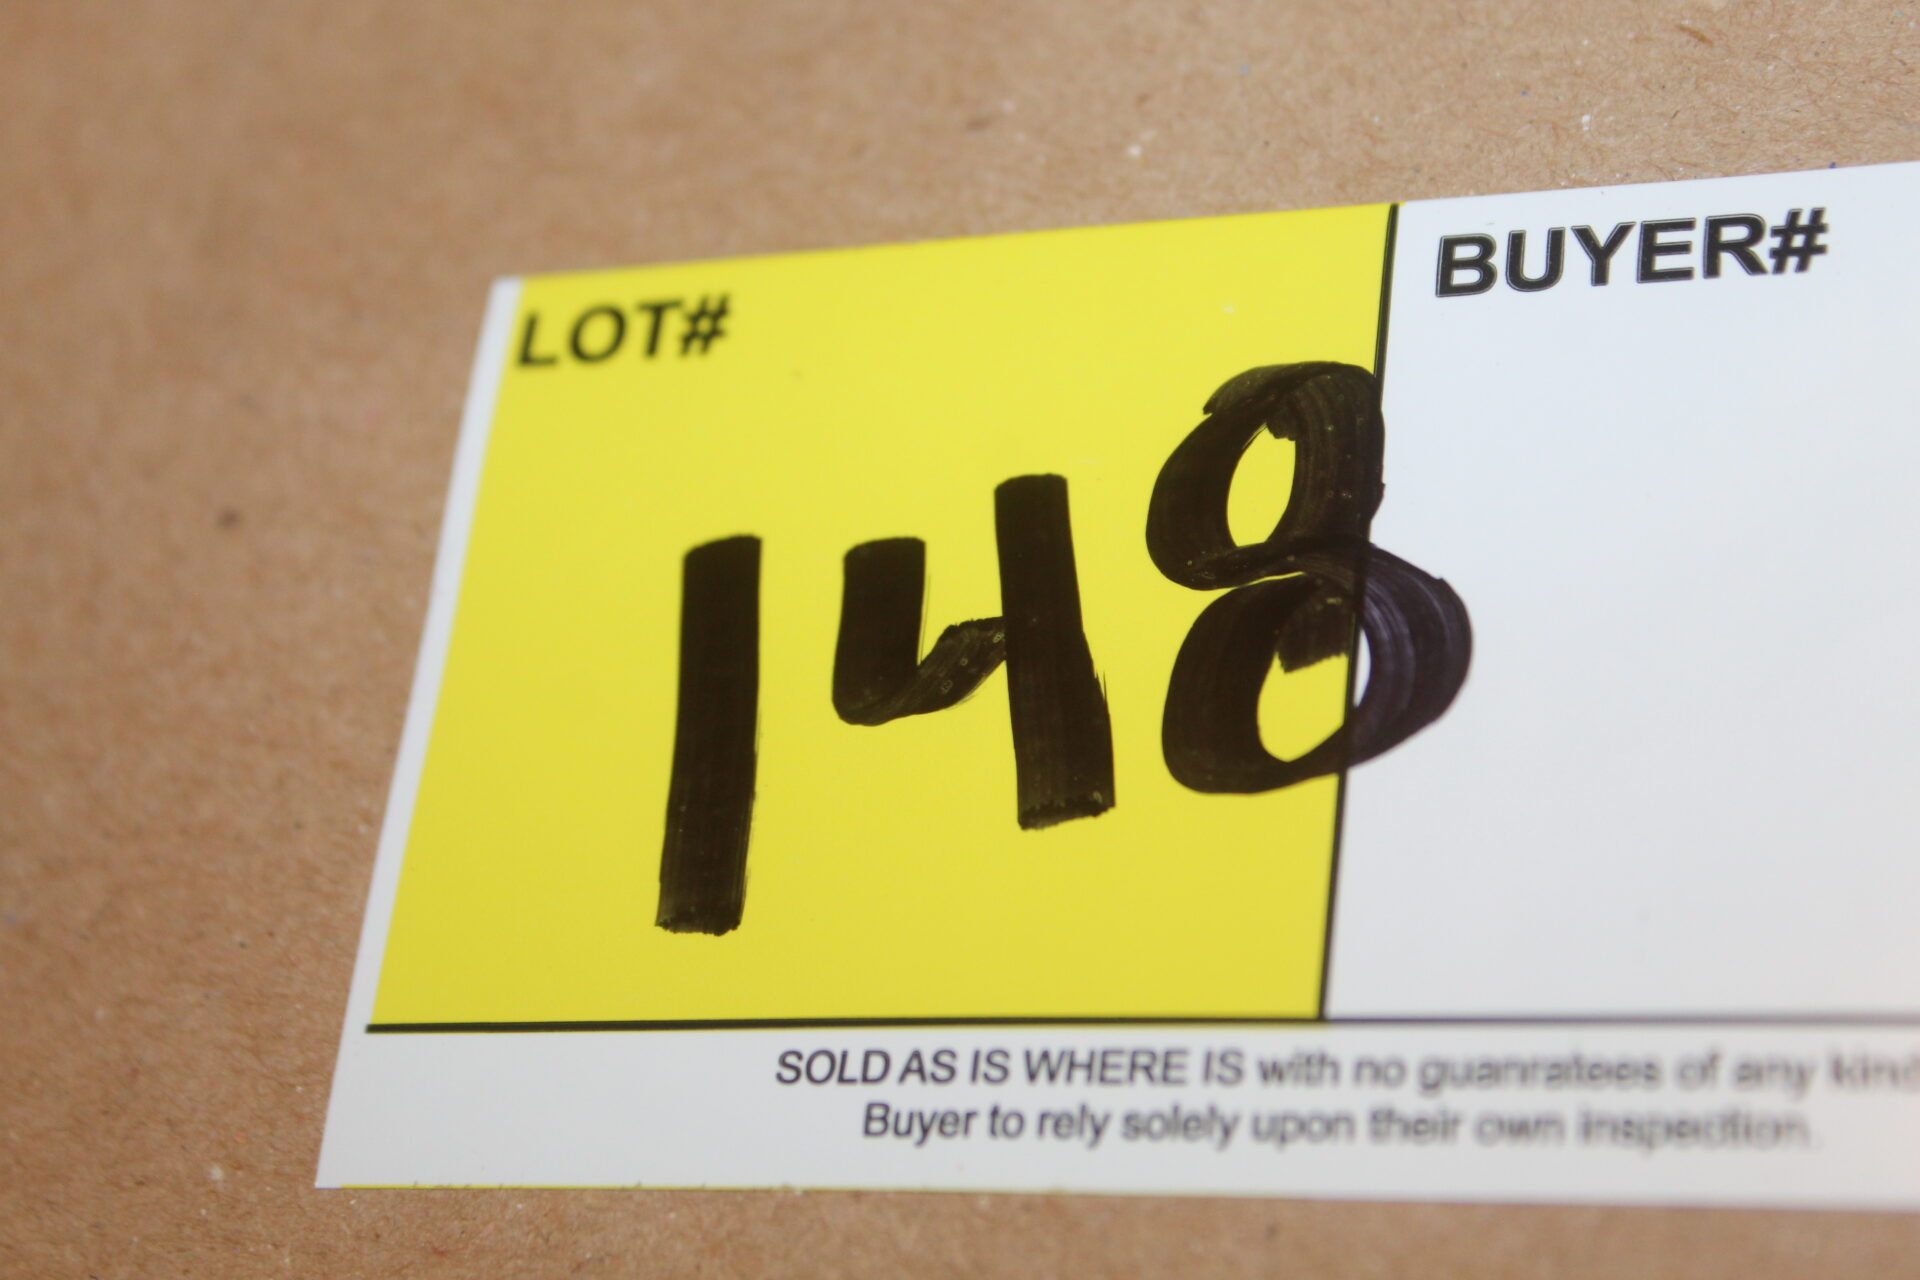 LOT#
BUYER#
148
SOLD AS IS WHERE IS with no guanratees of any kind
Buyer to rely solely upon their own inspection.